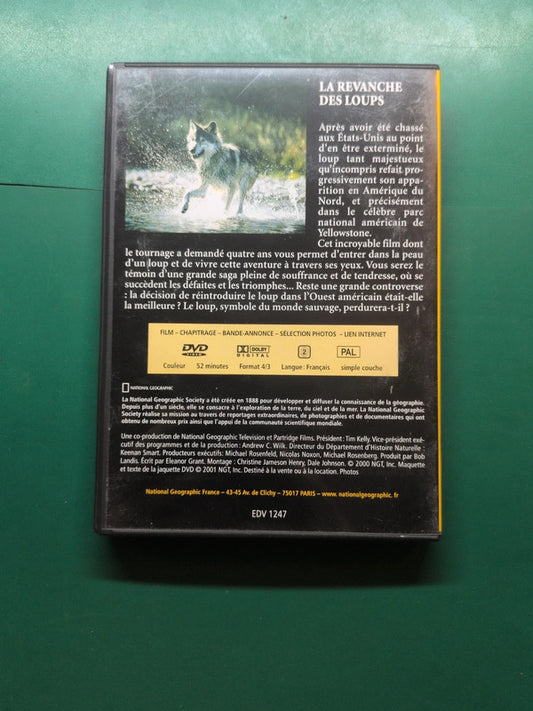 LA REVANCHE
DES LOUPS
Après avoir été chassé
aux États-Unis au point
d'en être exterminé, le
loup tant majestueux
qu'incompris refait pro-
gressivement son appa-
rition en Amérique du
Nord, et précisément
dans le célèbre parc
national américain de
Yellowstone.
Cet incroyable film dont
le tournage a demandé quatre ans vous permet d'entrer dans la peau
d'un loup et de vivre cette aventure à travers ses yeux. Vous serez le
témoin d'une grande saga pleine de souffrance et de tendresse, où se
succèdent les défaites et les triomphes... Reste une grande controverse
: la décision de réintroduire le loup dans l'Ouest américain était-elle
la meilleure ? Le loup, symbole du monde sauvage, perdurera-t-il ?
FILM – CHAPITRAGE – BANDE-ANNONCE – SÉLECTION PHOTOS – LIEN INTERNET
DVD VIDEO DOLBY DIGITAL 2 PAL
Couleur 52 minutes Format 4/3 Langue : Français simple couche
NATIONAL GEOGRAPHIC
La National Geographic Society a été créée en 1888 pour développer et diffuser la connaissance de la géographie.
Depuis plus d'un siècle, elle se consacre à l'exploration de la terre, du ciel et de la mer. La National Geographic
Society réalise sa mission au travers de reportages extraordinaires, de photographies et de documentaires qui ont
obtenu de nombreux prix ainsi que l'appui de la communauté scientifique mondiale.
Une co-production de National Geographic Television et Partridge Films. Président : Tim Kelly. Vice-président exé-
cutif des programmes et de la production : Andrew C. Wilk. Directeur du Département d'Histoire Naturelle :
Keenan Smart. Producteurs exécutifs: Michael Rosenfeld, Nicolas Noxon, Michael Rosenberg. Produit par Bob
Landis. Écrit par Eleanor Grant. Montage : Christine Jameson Henry, Dale Johnson. © 2000 NGT, Inc. Maquette
et texte de la jaquette DVD © 2001 NGT, Inc. Destiné à la vente ou à la location. Photos
National Geographic France – 43-45 Av. de Clichy – 75017 PARIS – www.nationalgeographic.fr
EDV 1247